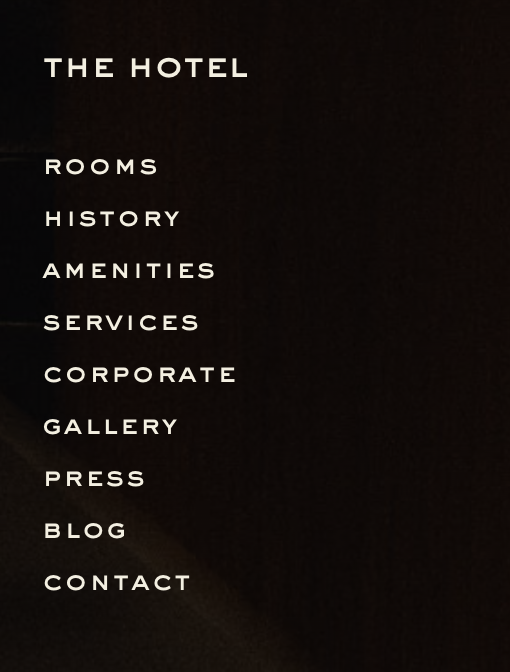 THE HOTEL
ROOMS
HISTORY
AMENITIES
SERVICES
CORPORATE
GALLERY
PRESS
BLOG
CONTACT